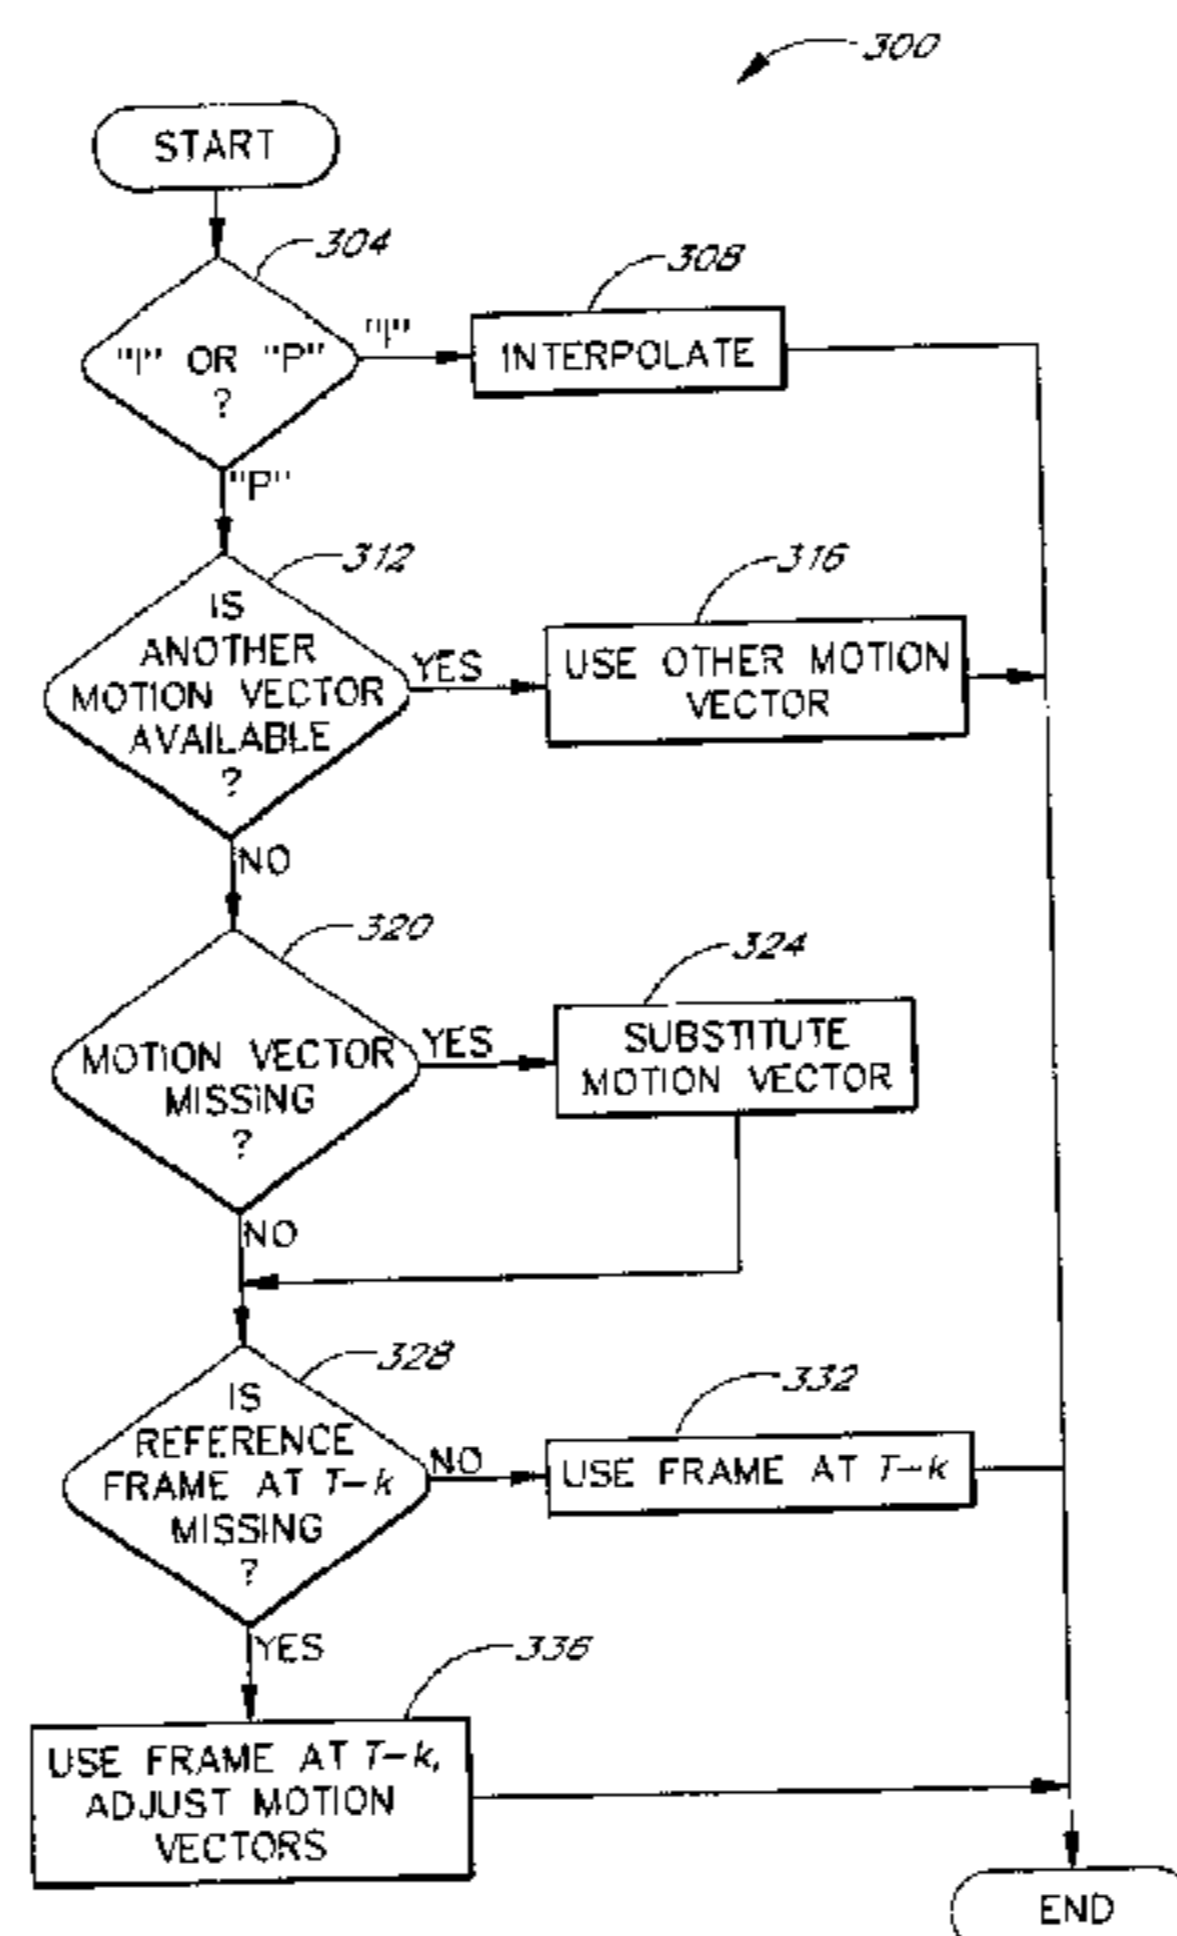 300
START
304
"I" OR "P"
?
"I"
308
INTERPOLATE
"P"
312
IS
ANOTHER
MOTION VECTOR
AVAILABLE
?
YES
316
USE OTHER MOTION
VECTOR
NO
320
MOTION VECTOR
MISSING
?
YES
324
SUBSTITUTE
MOTION VECTOR
NO
328
IS
REFERENCE
FRAME AT T-k
MISSING
?
NO
332
USE FRAME AT T-k
YES
336
USE FRAME AT T-k,
ADJUST MOTION
VECTORS
END